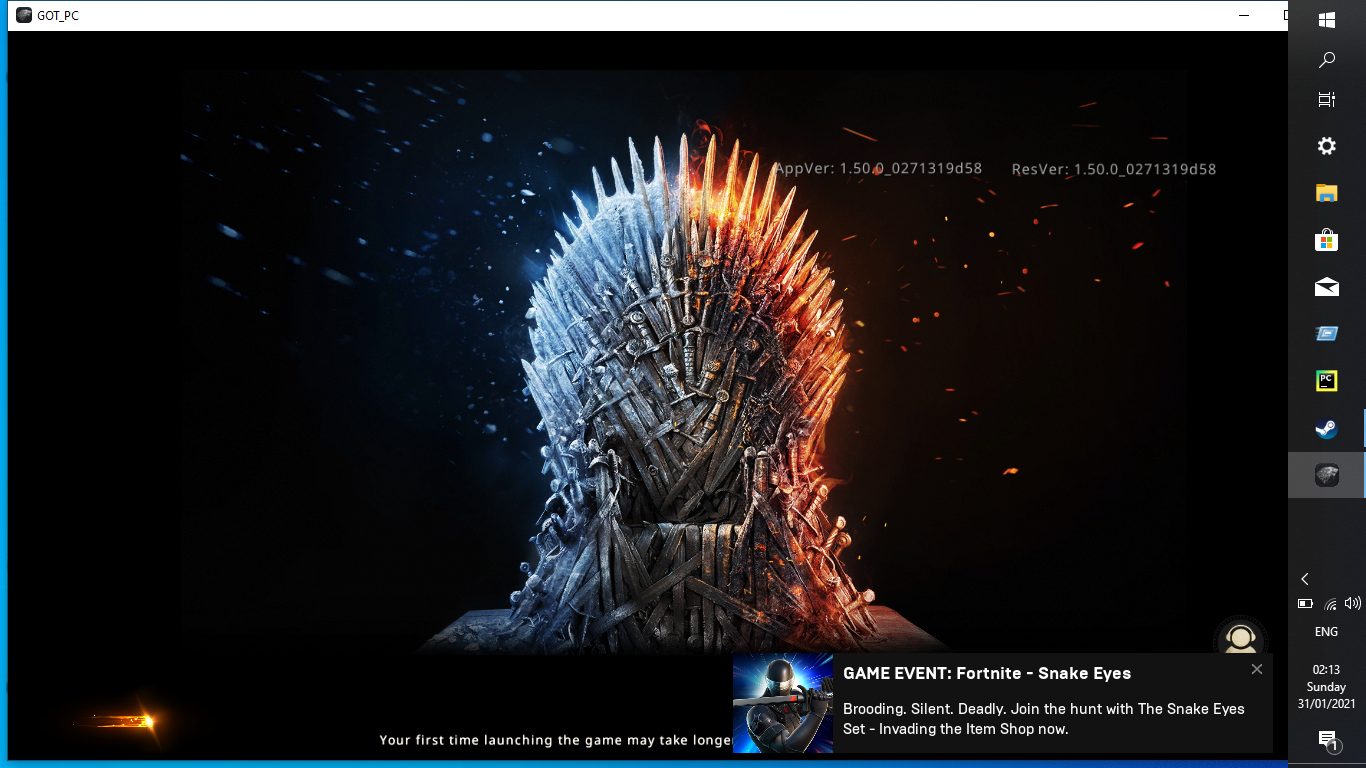 GOT_PC
AppVer: 1.50.0_0271319d58 ResVer: 1.50.0_0271319d58
PC
ENG
GAME EVENT: Fortnite - Snake Eyes
Brooding. Silent. Deadly. Join the hunt with The Snake Eyes
Set - Invading the Item Shop now.
Your first time launching the game may take longer
02:13
Sunday
31/01/2021
1